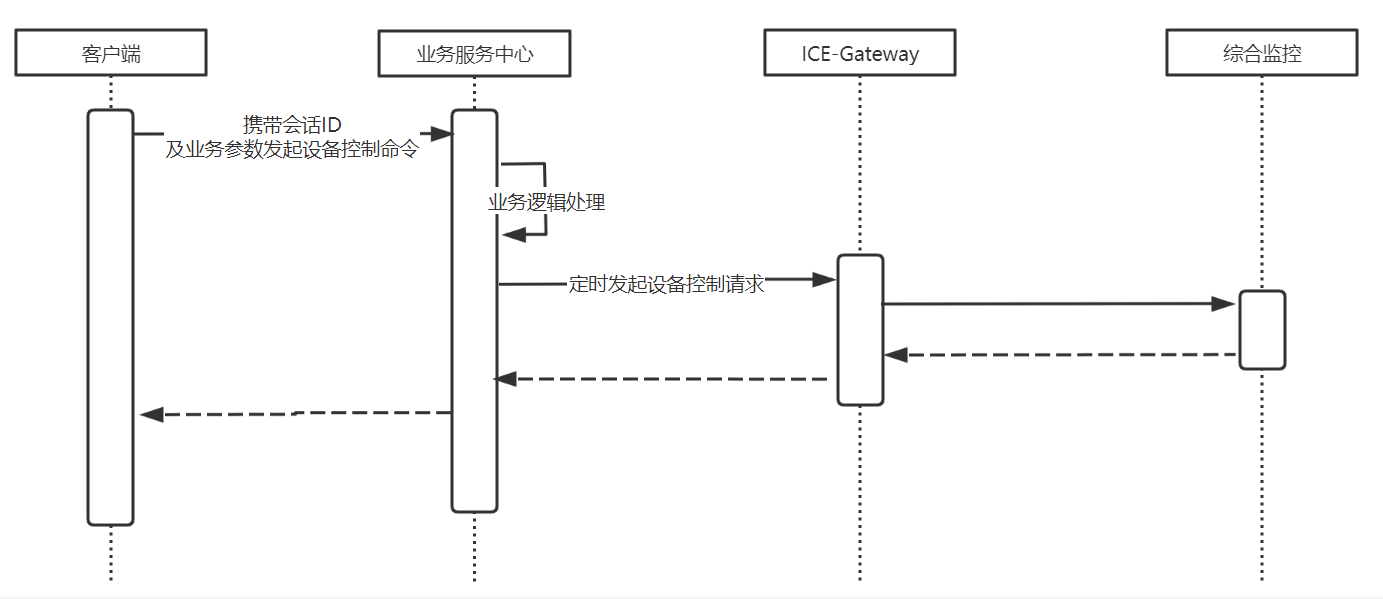 客户端
业务服务中心
ICE-Gateway
综合监控
携带会话ID
及业务参数发起设备控制命令
业务逻辑处理
定时发起设备控制请求